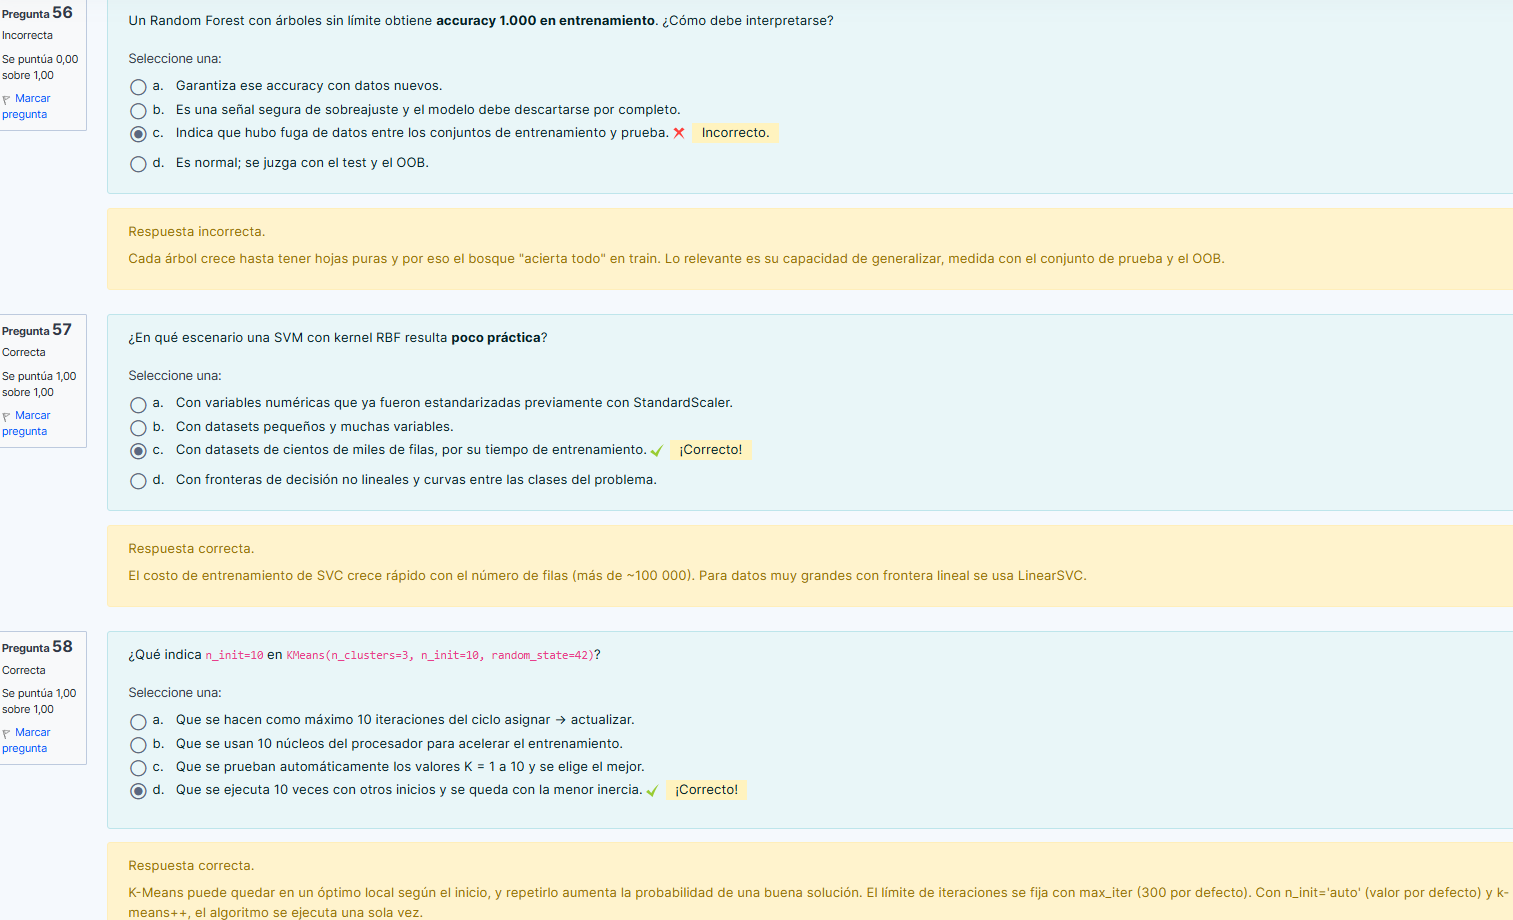 Pregunta 56
Incorrecta
Se puntúa 0,00
sobre 1,00
Marcar
pregunta
Un Random Forest con árboles sin límite obtiene accuracy 1.000 en entrenamiento. ¿Cómo debe interpretarse?
Seleccione una:
a. Garantiza ese accuracy con datos nuevos.
b. Es una señal segura de sobreajuste y el modelo debe descartarse por completo.
c. Indica que hubo fuga de datos entre los conjuntos de entrenamiento y prueba. Incorrecto.
d. Es normal; se juzga con el test y el OOB.
Respuesta incorrecta.
Cada árbol crece hasta tener hojas puras y por eso el bosque "acierta todo" en train. Lo relevante es su capacidad de generalizar, medida con el conjunto de prueba y el OOB.
Pregunta 57
Correcta
Se puntúa 1,00
sobre 1,00
Marcar
pregunta
¿En qué escenario una SVM con kernel RBF resulta poco práctica?
Seleccione una:
a. Con variables numéricas que ya fueron estandarizadas previamente con StandardScaler.
b. Con datasets pequeños y muchas variables.
c. Con datasets de cientos de miles de filas, por su tiempo de entrenamiento. ¡Correcto!
d. Con fronteras de decisión no lineales y curvas entre las clases del problema.
Respuesta correcta.
El costo de entrenamiento de SVC crece rápido con el número de filas (más de ~100 000). Para datos muy grandes con frontera lineal se usa LinearSVC.
Pregunta 58
Correcta
Se puntúa 1,00
sobre 1,00
Marcar
pregunta
¿Qué indica n_init=10 en KMeans(n_clusters=3, n_init=10, random_state=42)?
Seleccione una:
a. Que se hacen como máximo 10 iteraciones del ciclo asignar → actualizar.
b. Que se usan 10 núcleos del procesador para acelerar el entrenamiento.
c. Que se prueban automáticamente los valores K = 1 a 10 y se elige el mejor.
d. Que se ejecuta 10 veces con otros inicios y se queda con la menor inercia. ¡Correcto!
Respuesta correcta.
K-Means puede quedar en un óptimo local según el inicio, y repetirlo aumenta la probabilidad de una buena solución. El límite de iteraciones se fija con max_iter (300 por defecto). Con n_init='auto' (valor por defecto) y k-
means++, el algoritmo se ejecuta una sola vez.